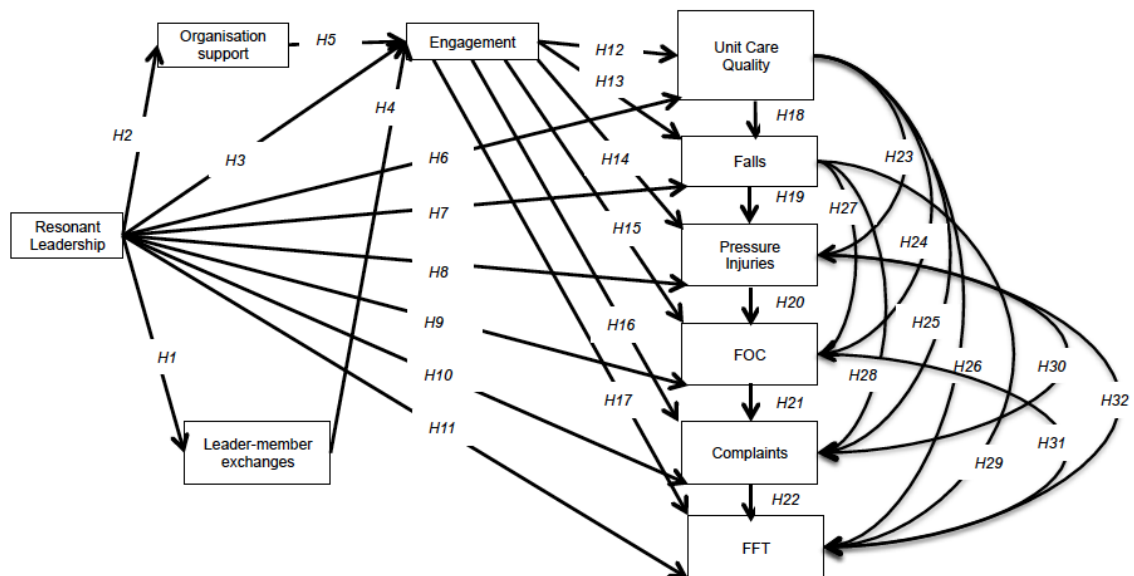 Organisation
support
H5
Engagement
H12
Unit Care
Quality
H13
H4
H18
H2
H3
H6
H14
Falls
H23
H19
H27
Resonant
Leadership
H7
H15
Pressure
Injuries
H24
H8
H20
H9
H16
FOC
H25
H1
H10
H17
H28
H26
H30
H32
H21
H11
Leader-member
exchanges
Complaints
H29
H31
H22
FFT